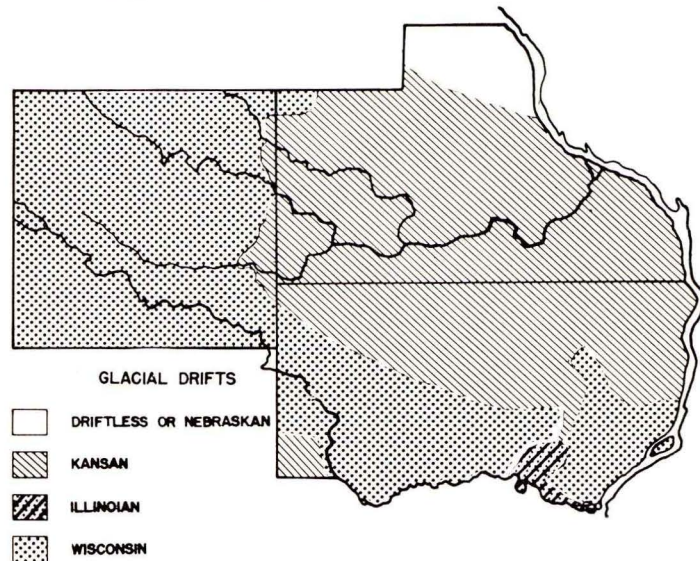 GLACIAL DRIFTS
DRIFTLESS OR NEBRASKAN
KANSAN
ILLINOIAN
WISCONSIN